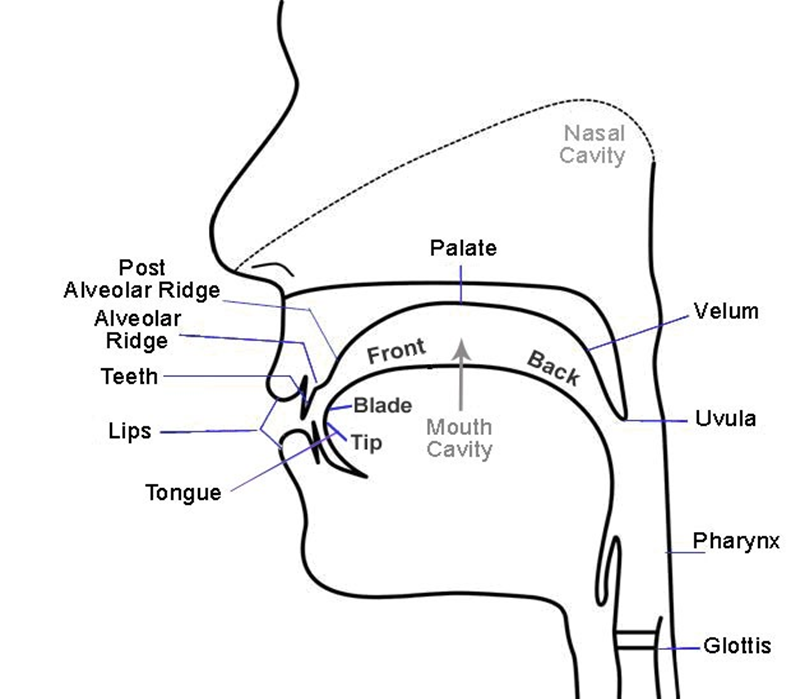 Nasal
Cavity
Palate
Post
Alveolar Ridge
Alveolar
Ridge
Velum
Front
Back
Teeth
Blade
Mouth
Cavity
Uvula
Lips
Tip
Tongue
Pharynx
Glottis